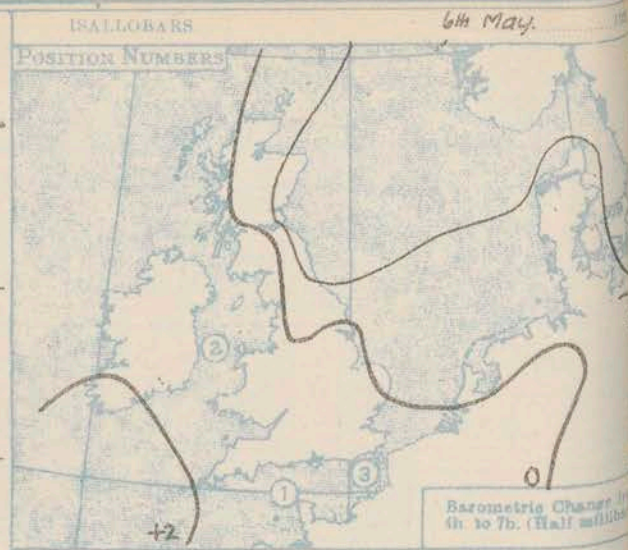 ISALLOBARS 6th May.
POSITION NUMBERS
2
3
1
0
+2
Barometric Change
to 7h. (Half